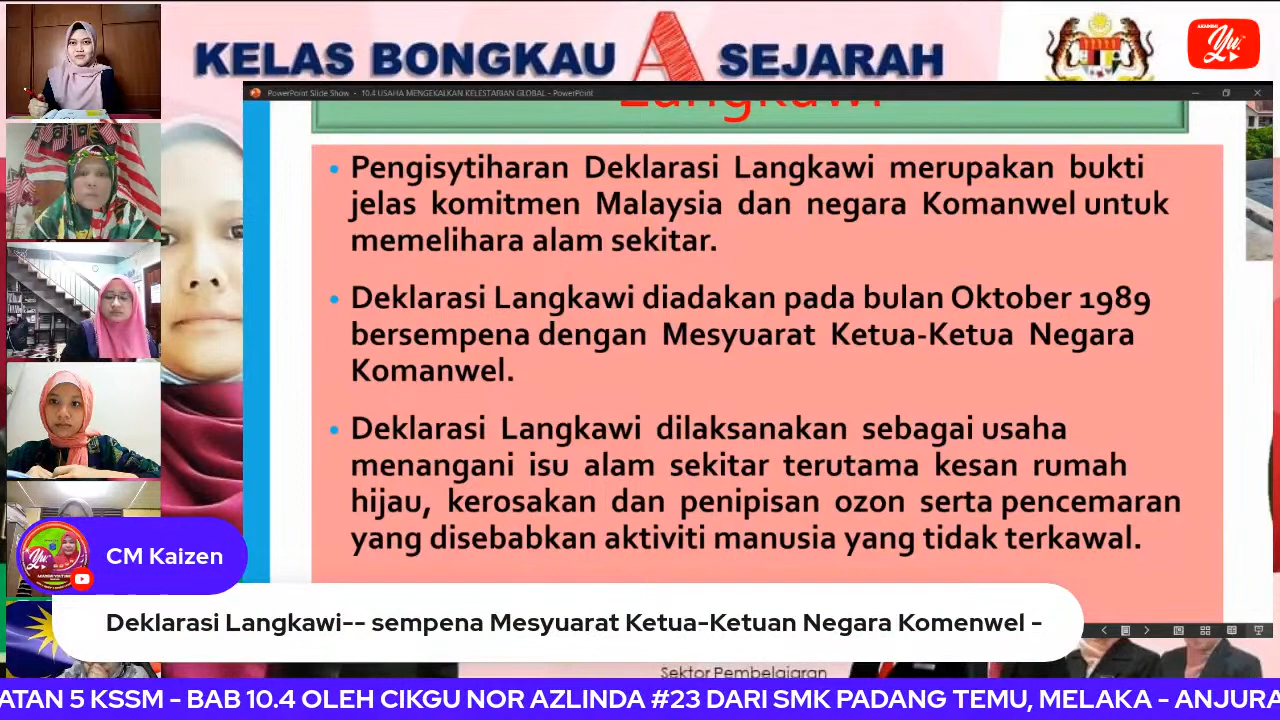 KELAS BONGKAU A SEJARAH
PowerPoint Slide Show - 10.4 USAHA MENGEKALKAN KELESTARIAN GLOBAL - PowerPoint
Langkawi
• Pengisytiharan Deklarasi Langkawi merupakan bukti
jelas komitmen Malaysia dan negara Komanwel untuk
memelihara alam sekitar.
• Deklarasi Langkawi diadakan pada bulan Oktober 1989
bersempena dengan Mesyuarat Ketua-Ketua Negara
Komanwel.
• Deklarasi Langkawi dilaksanakan sebagai usaha
menangani isu alam sekitar terutama kesan rumah
hijau, kerosakan dan penipisan ozon serta pencemaran
yang disebabkan aktiviti manusia yang tidak terkawal.
CM Kaizen
Deklarasi Langkawi-- sempena Mesyuarat Ketua-Ketuan Negara Komenwel -
Sektor Pembelajaran
ATAN 5 KSSM - BAB 10.4 OLEH CIKGU NOR AZLINDA #23 DARI SMK PADANG TEMU, MELAKA - ANJURA